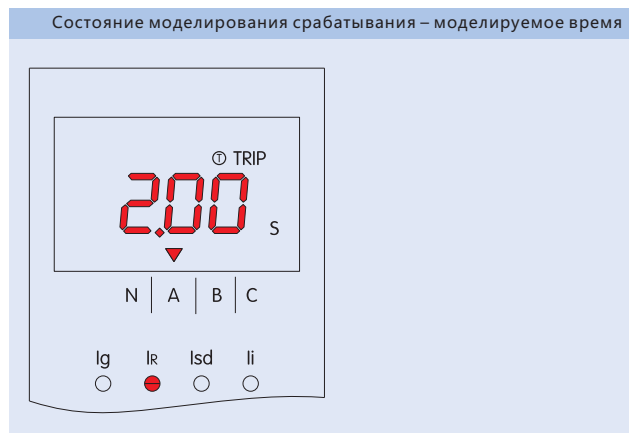 Состояние моделирования срабатывания – моделируемое время
Ⓣ TRIP
2.00
S
N A B C
Ig IR Isd Ii